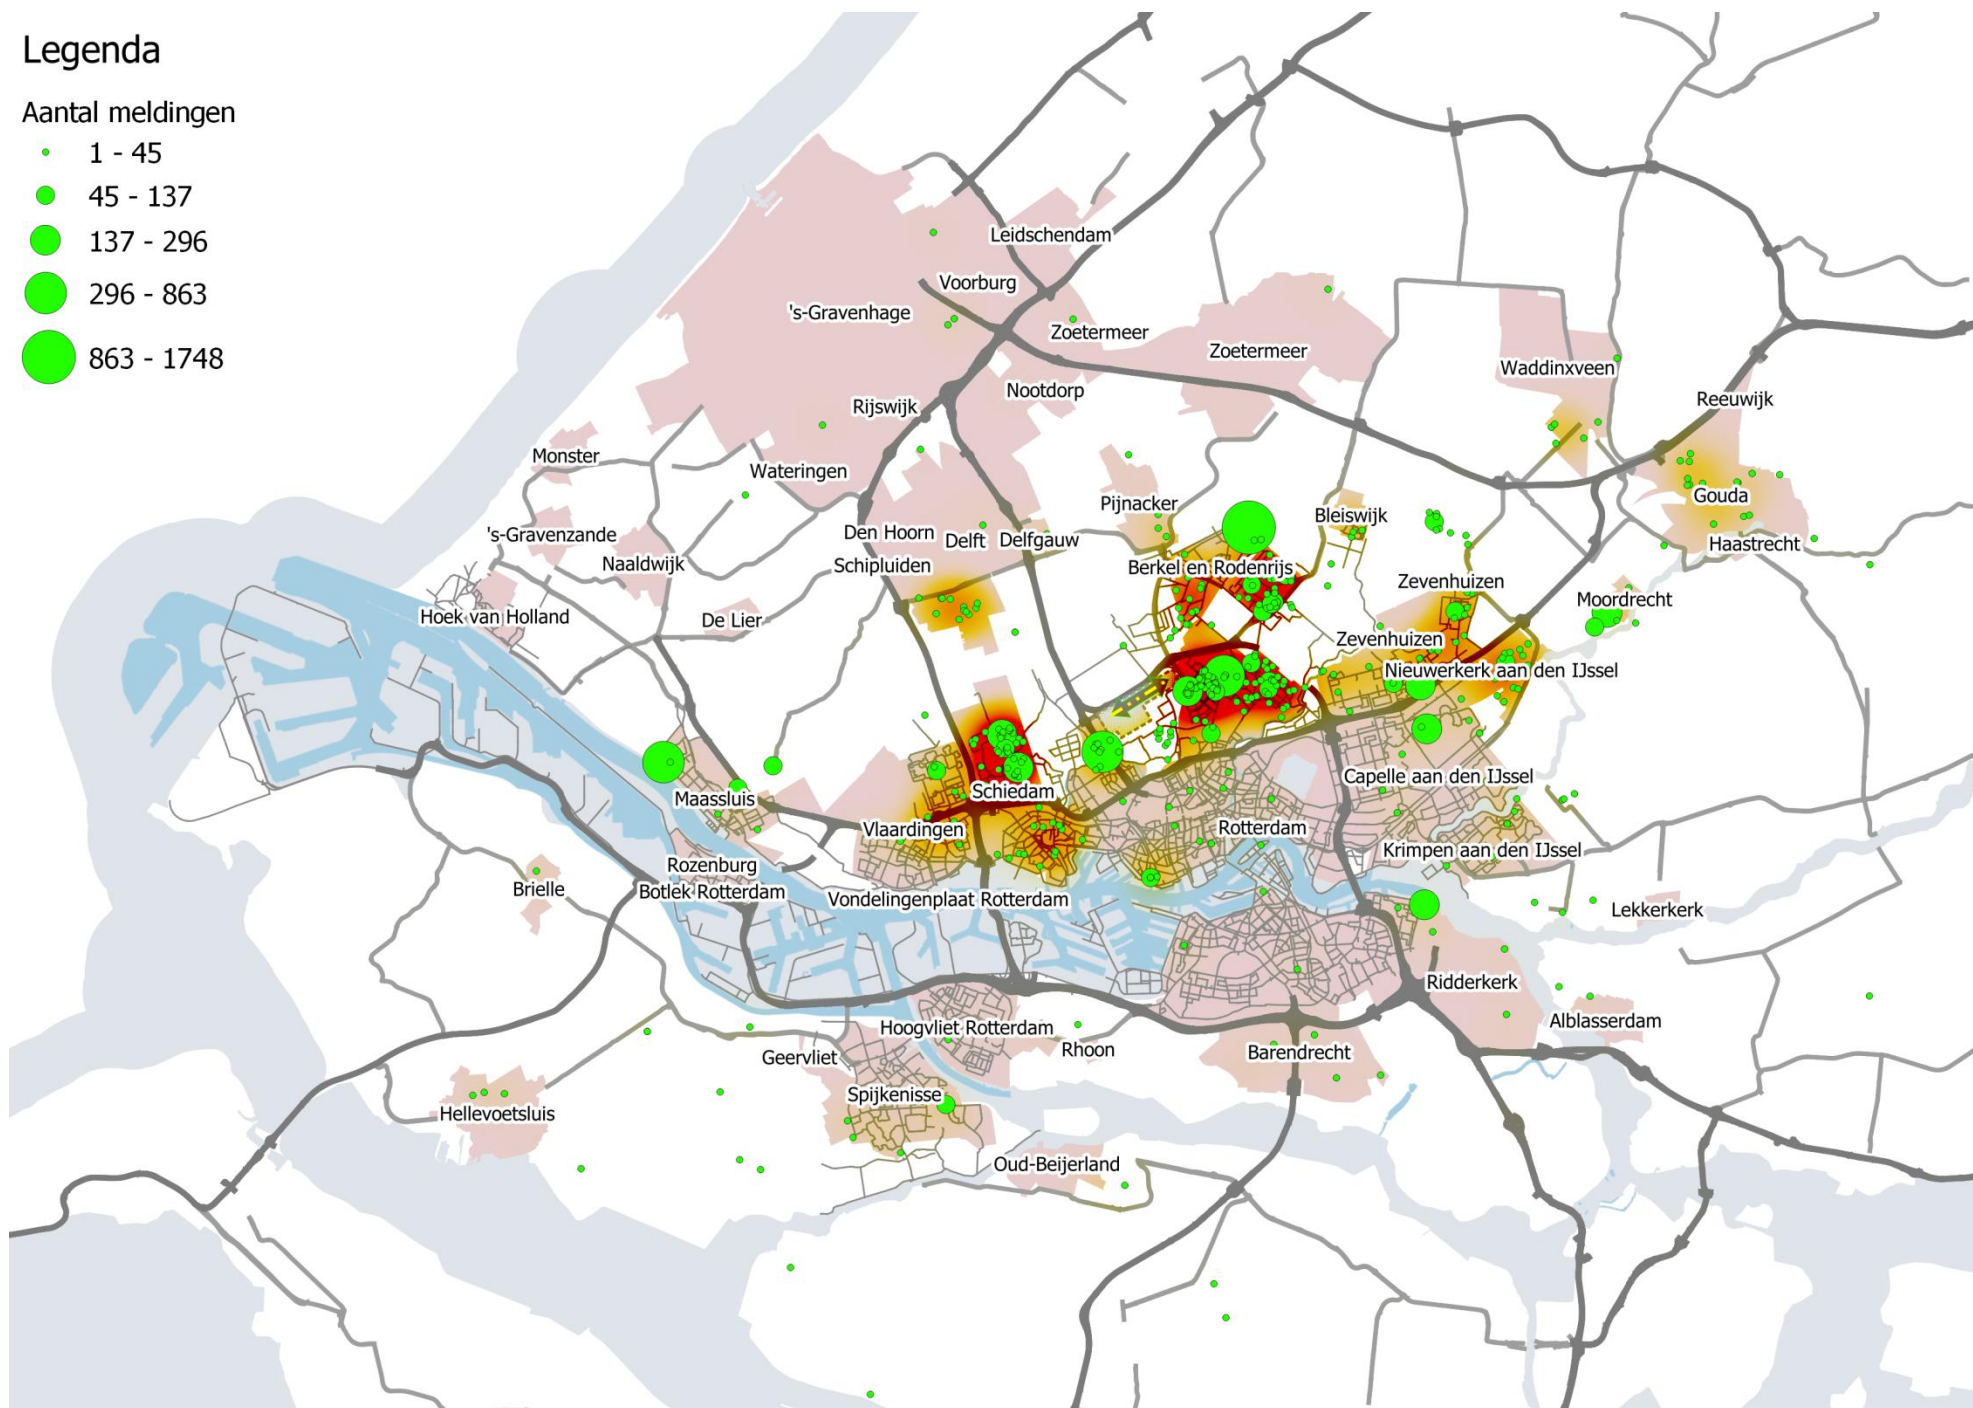 Legenda
Aantal meldingen
1 - 45
45 - 137
137 - 296
296 - 863
863 - 1748
Leidschendam
Voorburg
's-Gravenhage
Zoetermeer
Zoetermeer
Waddinxveen
Nootdorp
Reeuwijk
Rijswijk
Monster
Wateringen
Gouda
Pijnacker
Bleiswijk
's-Gravenzande
Den Hoorn
Delft
Delfgauw
Haastrecht
Naaldwijk
Schipluiden
Berkel en Rodenrijs
Zevenhuizen
Moordrecht
Hoek van Holland
De Lier
Zevenhuizen
Nieuwerkerk aan den IJssel
Capelle aan den IJssel
Schiedam
Maassluis
Vlaardingen
Rotterdam
Krimpen aan den IJssel
Rozenburg
Brielle
Botlek Rotterdam
Vondelingenplaat Rotterdam
Lekkerkerk
Ridderkerk
Alblasserdam
Hoogvliet Rotterdam
Geervliet
Rhoon
Barendrecht
Spijkenisse
Hellevoetsluis
Oud-Beijerland